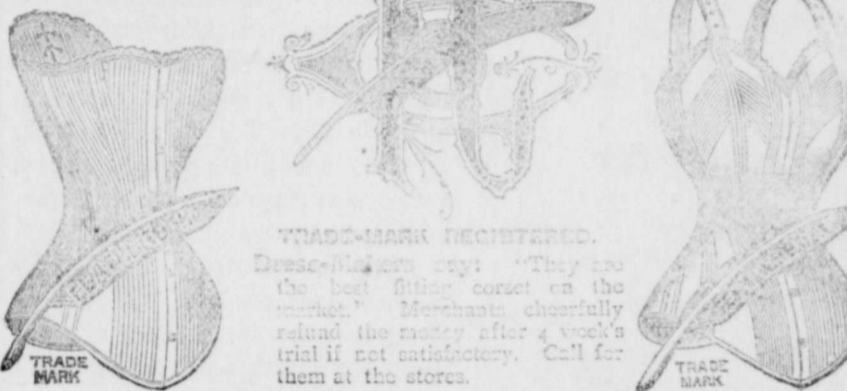 TRADE-MARK REGISTERED.
Dress-Makers say: "They are
the best fitting corset on the
market." Merchants cheerfully
refund the money after 4 week's
trial if not satisfactory. Call for
them at the stores.
TRADE
MARK
TRADE
MARK